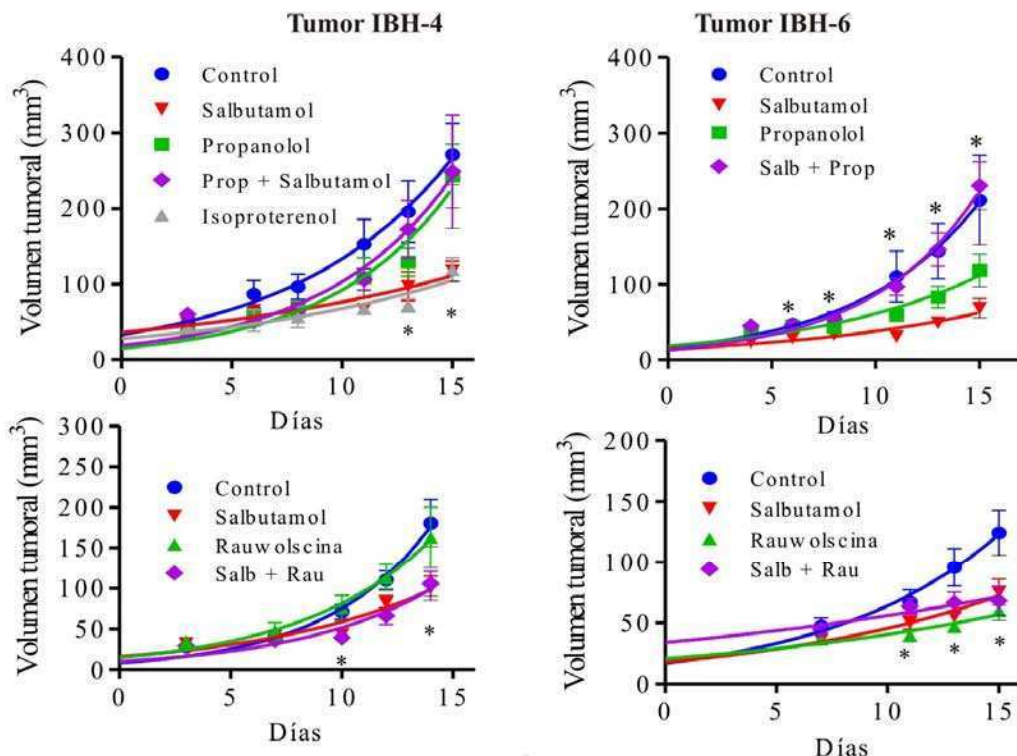 Tumor IBH-4
Tumor IBH-6
Volumen tumoral (mm³)
400
300
200
100
0
Control
Salbutamol
Propanolol
Prop + Salbutamol
Isoproterenol
*
*
0
5
10
15
Días
Volumen tumoral (mm³)
400
300
200
100
0
Control
Salbutamol
Propanolol
Salb + Prop
*
*
*
*
*
0
5
10
15
Días
Volumen tumoral (mm³)
300
250
200
150
100
50
0
Control
Salbutamol
Rauwolscina
Salb + Rau
*
*
0
5
10
15
Días
Volumen tumoral (mm³)
200
150
100
50
0
Control
Salbutamol
Rauwolscina
Salb + Rau
*
*
*
0
5
10
15
Días